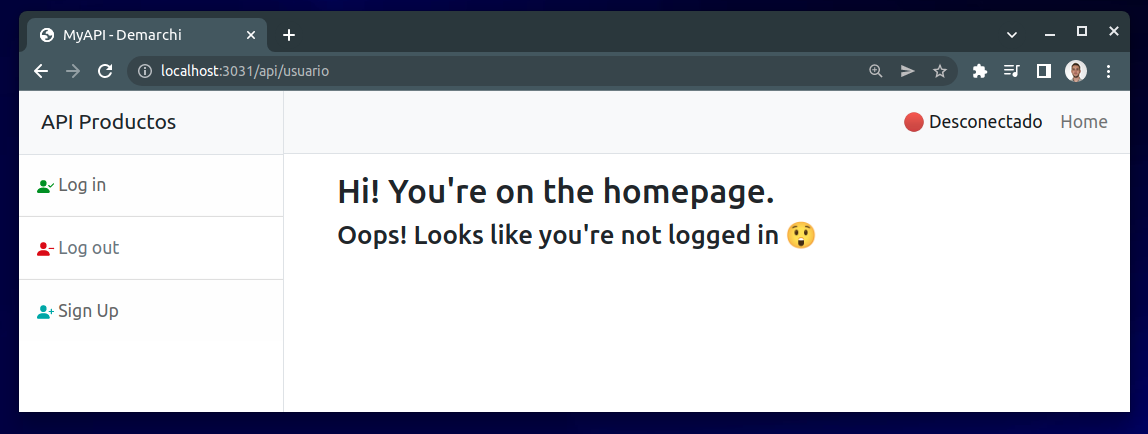 MyAPI - Demarchi
localhost:3031/api/usuario
API Productos
Desconectado Home
Log in
Log out
Sign Up
Hi! You're on the homepage.
Oops! Looks like you're not logged in 😲